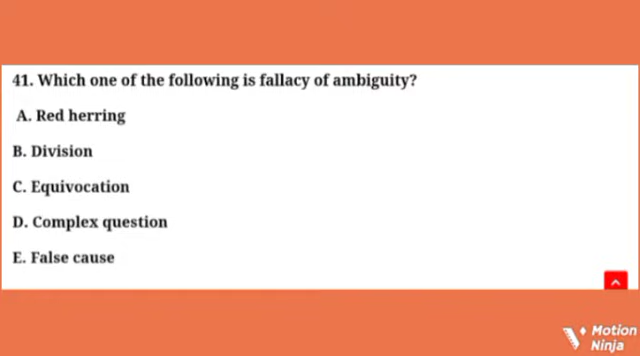 41. Which one of the following is fallacy of ambiguity?
A. Red herring
B. Division
C. Equivocation
D. Complex question
E. False cause
Motion
Ninja